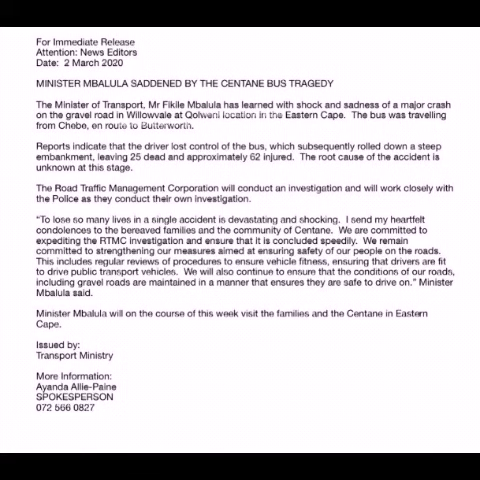 For Immediate Release
Attention: News Editors
Date:  2 March 2020
MINISTER MBALULA SADDENED BY THE CENTANE BUS TRAGEDY
The Minister of Transport, Mr Fikile Mbalula has learned with shock and sadness of a major crash
on the gravel road in Willowvale at Qolweni location in the Eastern Cape.  The bus was travelling
from Chebe, en route to Butterworth.
Reports indicate that the driver lost control of the bus, which subsequently rolled down a steep
embankment, leaving 25 dead and approximately 62 injured.  The root cause of the accident is
unknown at this stage.
The Road Traffic Management Corporation will conduct an investigation and will work closely with
the Police as they conduct their own investigation.
“To lose so many lives in a single accident is devastating and shocking.  I send my heartfelt
condolences to the bereaved families and the community of Centane.  We are committed to
expediting the RTMC investigation and ensure that it is concluded speedily.  We remain
committed to strengthening our measures aimed at ensuring safety of our people on the roads.
This includes regular reviews of procedures to ensure vehicle fitness, ensuring that drivers are fit
to drive public transport vehicles.  We will also continue to ensure that the conditions of our roads,
including gravel roads are maintained in a manner that ensures they are safe to drive on.” Minister
Mbalula said.
Minister Mbalula will on the course of this week visit the families and the Centane in Eastern
Cape.
Issued by:
Transport Ministry
More Information:
Ayanda Allie-Paine
SPOKESPERSON
072 566 0827